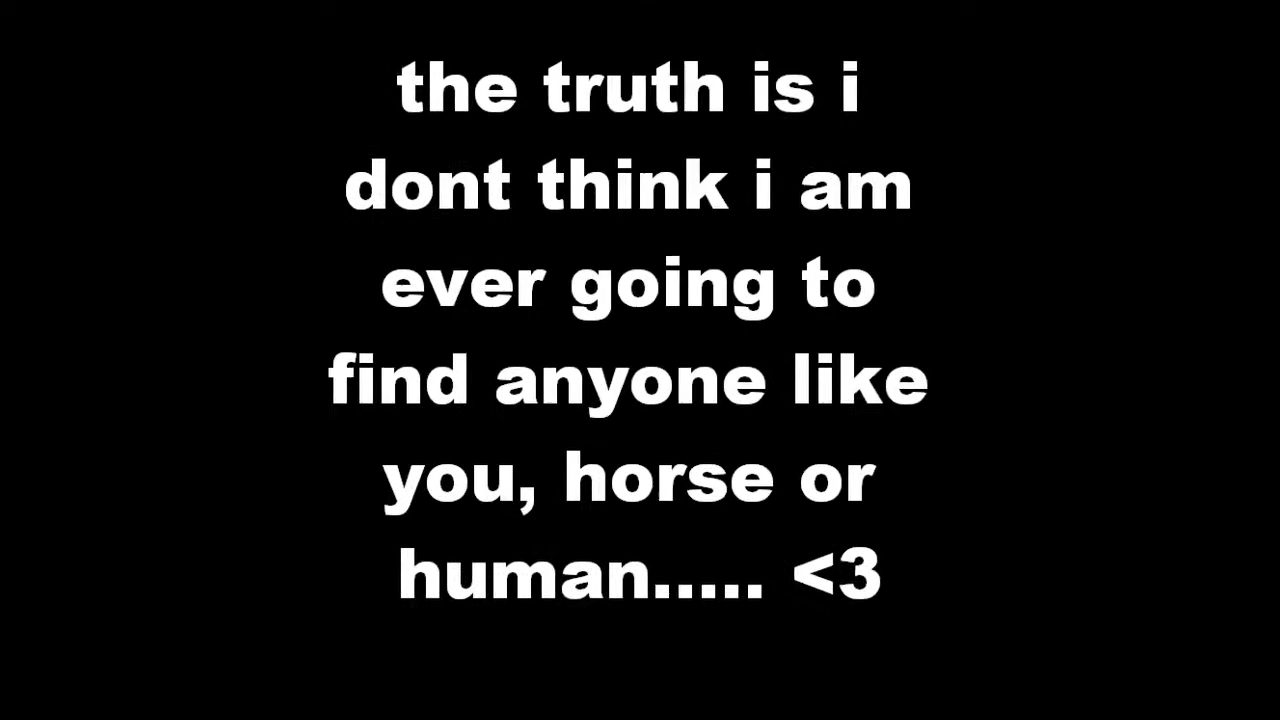 the truth is i
dont think i am
ever going to
find anyone like
you, horse or
human..... <3